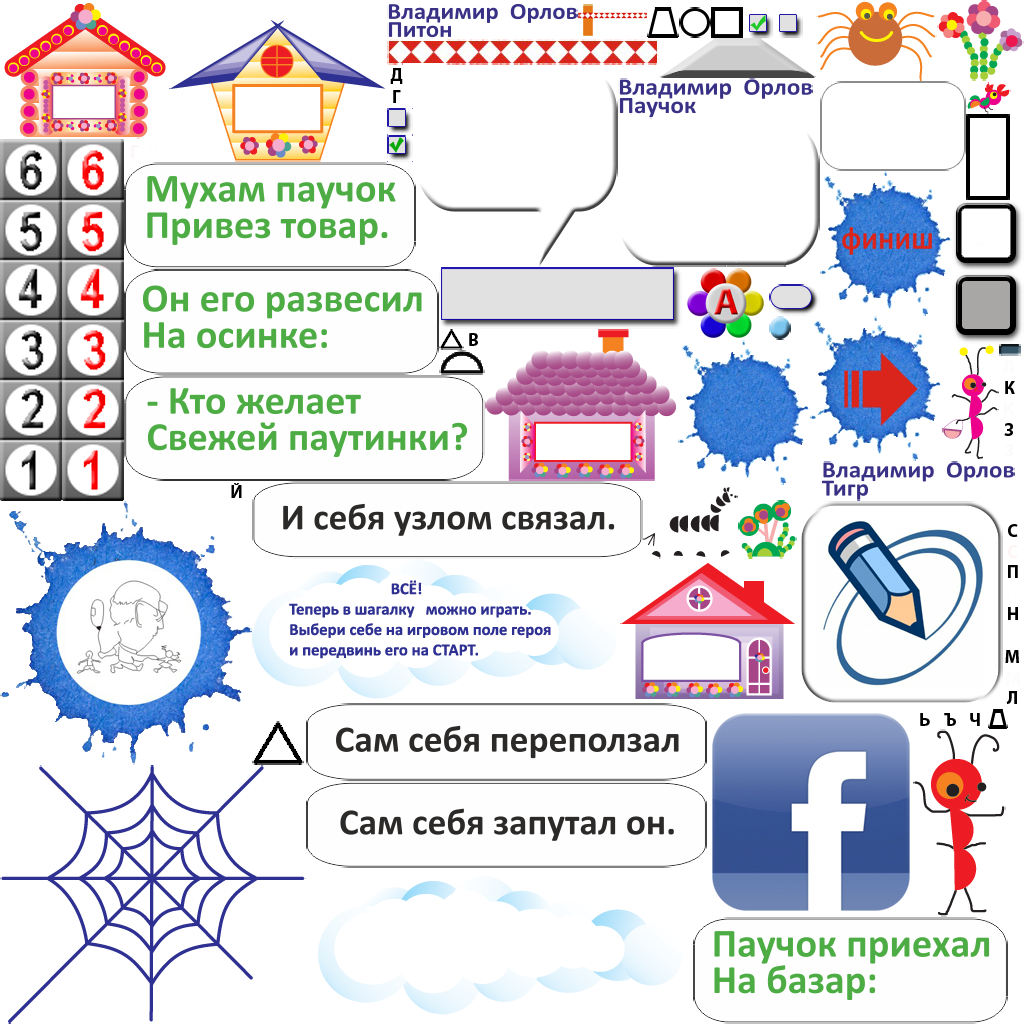 Владимир Орлов
Питон
Д
Г
Владимир Орлов
Паучок
6 6
5 5
4 4
3 3
2 2
1 1
Мухам паучок
Привез товар.
Он его развесил
На осинке:
- Кто желает
Свежей паутинки?
В
А
финиш
К
З
Владимир Орлов
Тигр
Й
И себя узлом связал.
ВСЁ!
Теперь в шагалку можно играть.
Выбери себе на игровом поле героя
и передвинь его на СТАРТ.
С
П
Н
М
Л
Ь Ъ Ч Д
Сам себя переползал
Сам себя запутал он.
f
Паучок приехал
На базар: